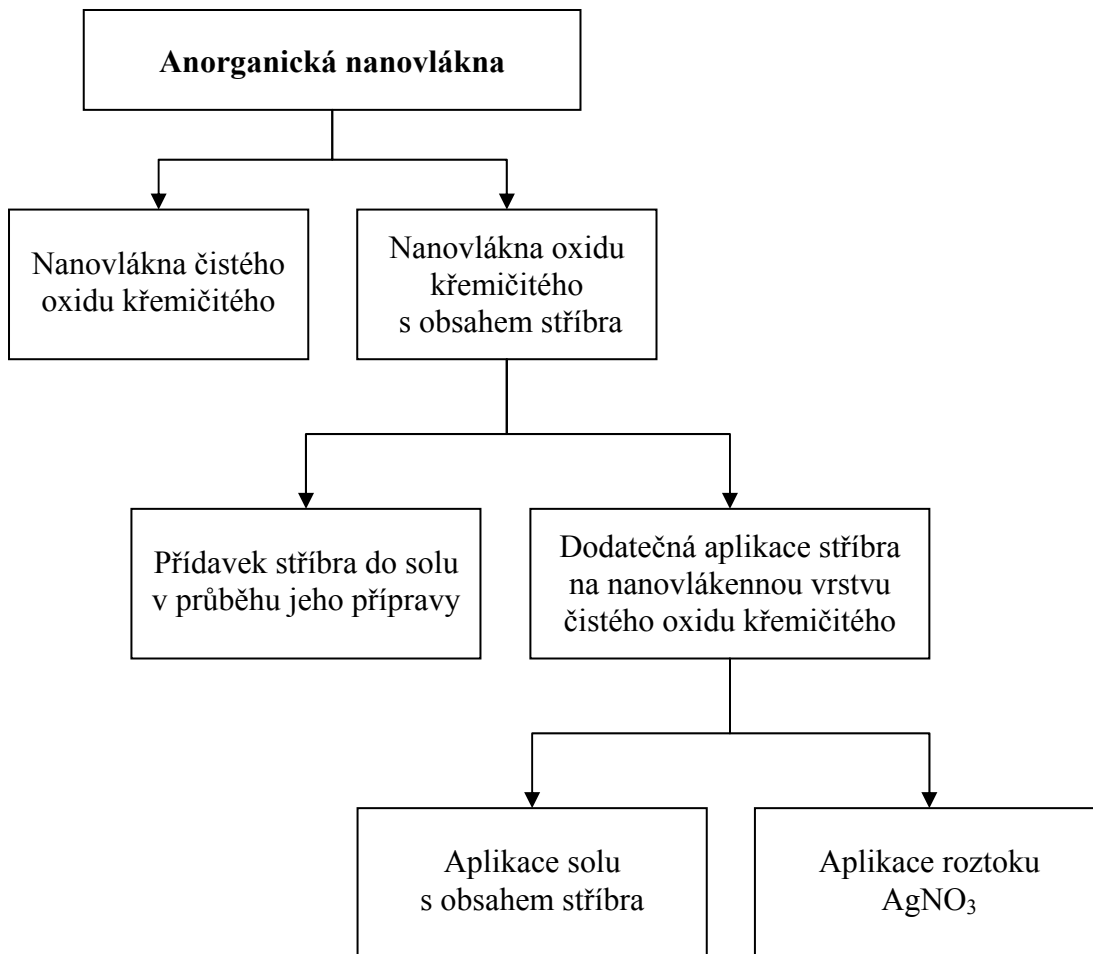 Anorganická nanovlákna
Nanovlákna čistého
oxidu křemičitého
Nanovlákna oxidu
křemičitého
s obsahem stříbra
Přídavek stříbra do solu
v průběhu jeho přípravy
Dodatečná aplikace stříbra
na nanovlákennou vrstvu
čistého oxidu křemičitého
Aplikace solu
s obsahem stříbra
Aplikace roztoku
AgNO₃